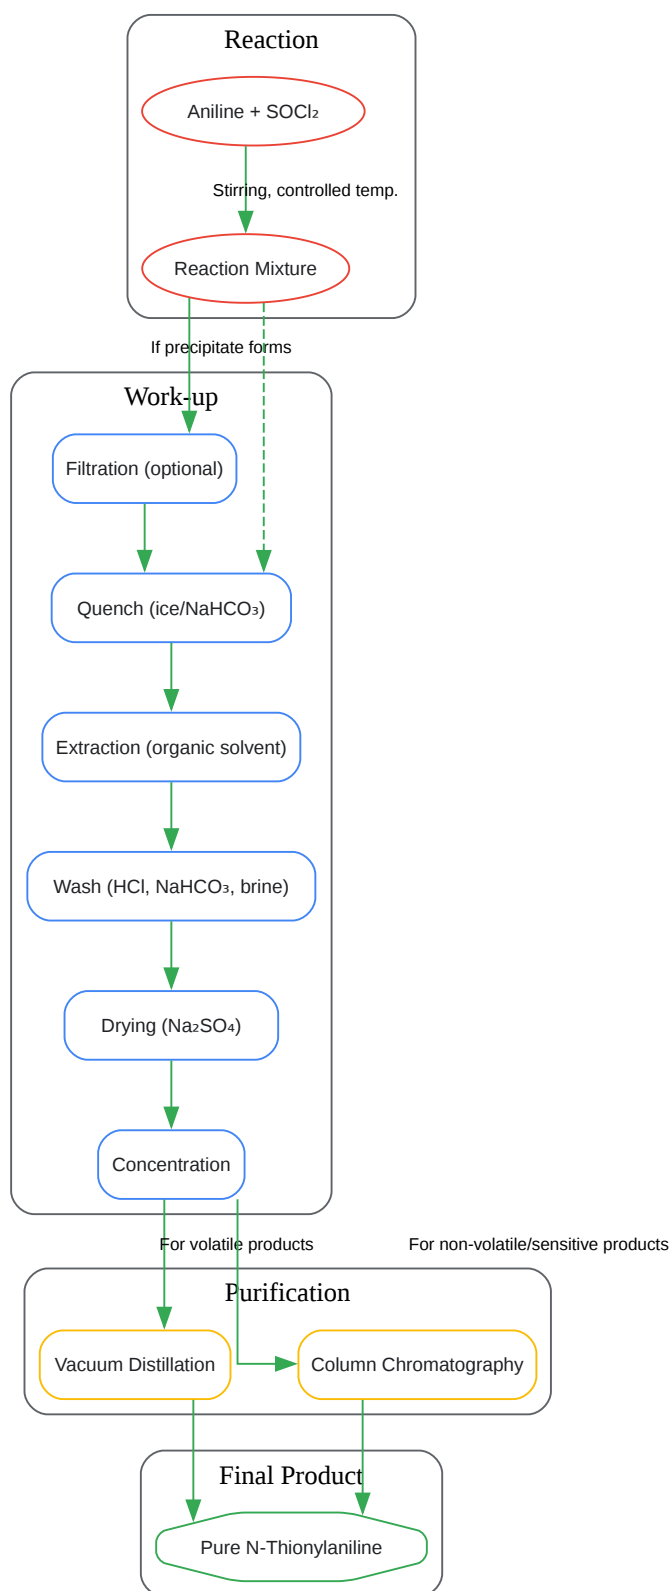 Reaction
Aniline + SOCl₂
Stirring, controlled temp.
Reaction Mixture
If precipitate forms
Work-up
Filtration (optional)
Quench (ice/NaHCO₃)
Extraction (organic solvent)
Wash (HCl, NaHCO₃, brine)
Drying (Na₂SO₄)
Concentration
For volatile products
For non-volatile/sensitive products
Purification
Vacuum Distillation
Column Chromatography
Final Product
Pure N-Thionylaniline